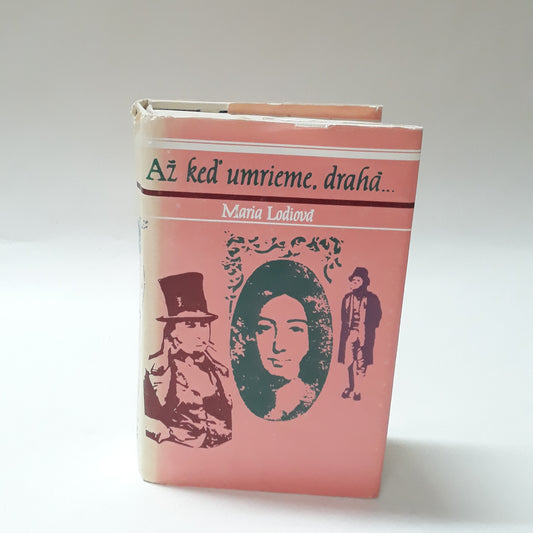 Až keď umrieme, drahá...
Maria Lodiová